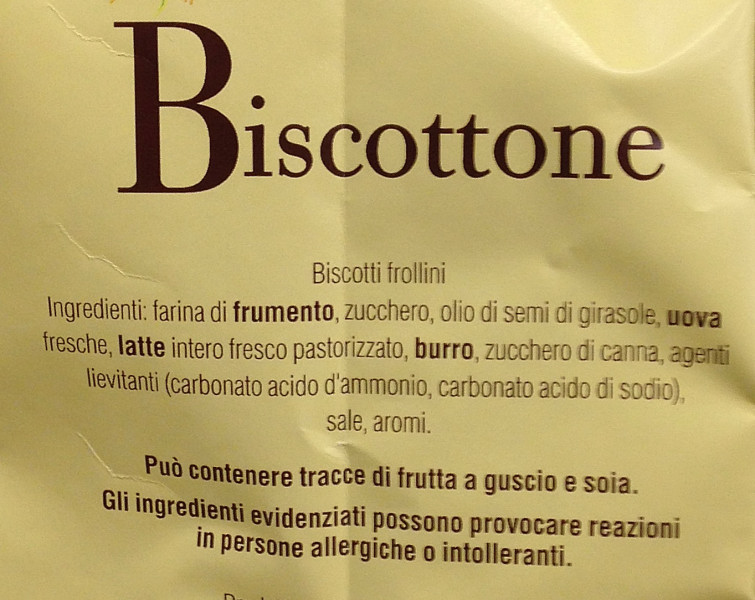 Biscottone
Biscotti frollini
Ingredienti: farina di frumento, zucchero, olio di semi di girasole, uova
fresche, latte intero fresco pastorizzato, burro, zucchero di canna, agenti
lievitanti (carbonato acido d'ammonio, carbonato acido di sodio),
sale, aromi.
Può contenere tracce di frutta a guscio e soia.
Gli ingredienti evidenziati possono provocare reazioni
in persone allergiche o intolleranti.